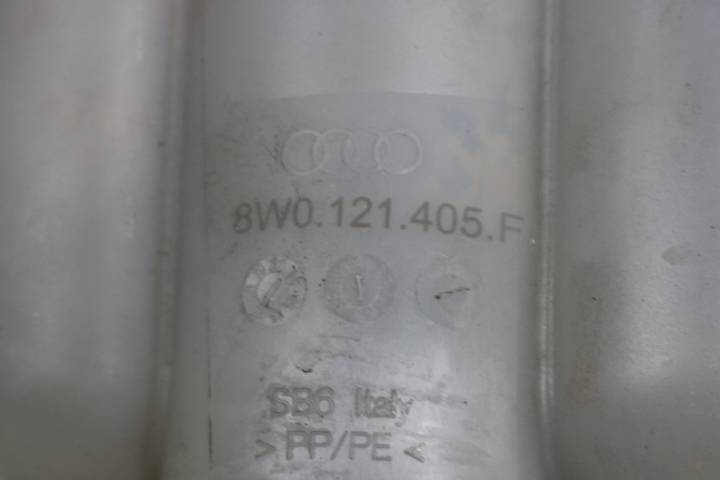 8W0.121.405.F
SB6 Italy
> PP/PE <